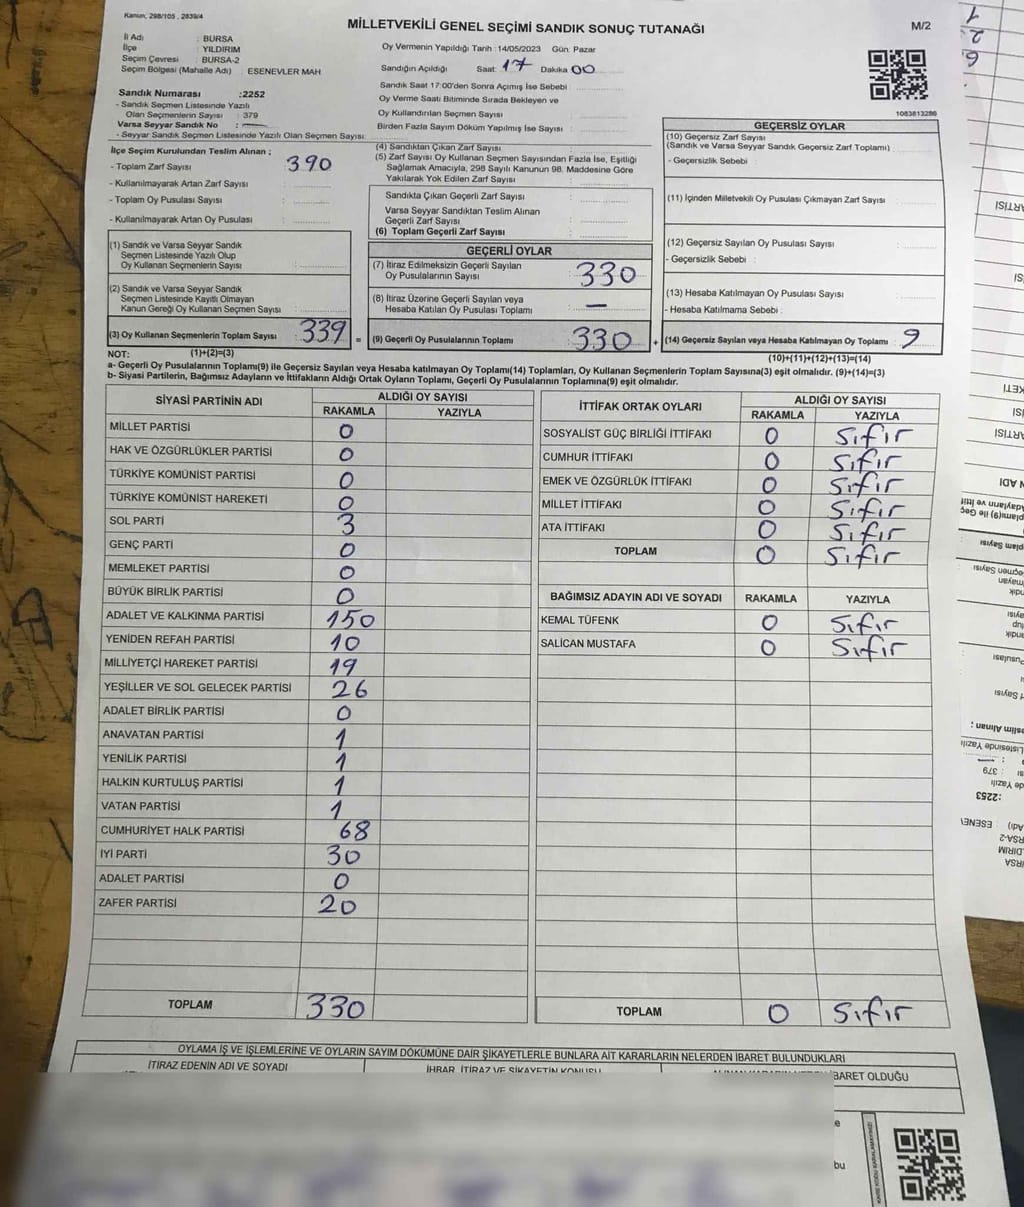 Kanun, 298/105 , 2839/4
MİLLETVEKİLİ GENEL SEÇİMİ SANDIK SONUÇ TUTANAĞI
M/2
İl Adı : BURSA
İlçe : YILDIRIM
Seçim Çevresi : BURSA-2
Seçim Bölgesi (Mahalle Adı) : ESENEVLER MAH
Oy Vermenin Yapıldığı Tarih :14/05/2023 Gün: Pazar
Sandığın Açıldığı Saat: 17 Dakika 00
Sandık Saat 17:00'den Sonra Açımış İse Sebebi :
Oy Verme Saati Bitiminde Sırada Bekleyen ve
Oy Kullandırılan Seçmen Sayısı :
Birden Fazla Sayım Döküm Yapılmış İse Sayısı :
Sandık Numarası :2252
- Sandık Seçmen Listesinde Yazılı
Olan Seçmenlerin Sayısı : 379
Varsa Seyyar Sandık No : —
- Seyyar Sandık Seçmen Listesinde Yazılı Olan Seçmen Sayısı:
1083813286
İlçe Seçim Kurulundan Teslim Alınan ;
- Toplam Zarf Sayısı : 390
- Kullanılmayarak Artan Zarf Sayısı :
- Toplam Oy Pusulası Sayısı :
- Kullanılmayarak Artan Oy Pusulası :
(4) Sandıktan Çıkan Zarf Sayısı :
(5) Zarf Sayısı Oy Kullanan Seçmen Sayısından Fazla İse, Eşitliği
Sağlamak Amacıyla, 298 Sayılı Kanunun 98. Maddesine Göre
Yakılarak Yok Edilen Zarf Sayısı :
Sandıkta Çıkan Geçerli Zarf Sayısı :
Varsa Seyyar Sandıktan Teslim Alınan
Geçerli Zarf Sayısı :
(6) Toplam Geçerli Zarf Sayısı :
GEÇERSİZ OYLAR
(10) Geçersiz Zarf Sayısı
(Sandık ve Varsa Seyyar Sandık Geçersiz Zarf Toplamı) :
- Geçersizlik Sebebi :
(11) İçinden Milletvekili Oy Pusulası Çıkmayan Zarf Sayısı :
(12) Geçersiz Sayılan Oy Pusulası Sayısı :
- Geçersizlik Sebebi :
(13) Hesaba Katılmayan Oy Pusulası Sayısı :
- Hesaba Katılmama Sebebi :
(1) Sandık ve Varsa Seyyar Sandık
Seçmen Listesinde Yazılı Olup
Oy Kullanan Seçmenlerin Sayısı :
(2) Sandık ve Varsa Seyyar Sandık
Seçmen Listesinde Kayıtlı Olmayan
Kanun Gereği Oy Kullanan Seçmen Sayısı :
GEÇERLİ OYLAR
(7) İtiraz Edilmeksizin Geçerli Sayılan
Oy Pusulalarının Sayısı : 330
(8) İtiraz Üzerine Geçerli Sayılan veya
Hesaba Katılan Oy Pusulası Toplamı : —
(3) Oy Kullanan Seçmenlerin Toplam Sayısı : 339 = (9) Geçerli Oy Pusulalarının Toplamı : 330 + (14) Geçersiz Sayılan veya Hesaba Katılmayan Oy Toplamı : 9
NOT: (1)+(2)=(3) (10)+(11)+(12)+(13)=(14)
a- Geçerli Oy Pusulalarının Toplamı(9) ile Geçersiz Sayılan veya Hesaba katılmayan Oy Toplamı(14) Toplamları, Oy Kullanan Seçmenlerin Toplam Sayısına(3) eşit olmalıdır. (9)+(14)=(3)
b- Siyasi Partilerin, Bağımsız Adayların ve İttifakların Aldığı Ortak Oyların Toplamı, Geçerli Oy Pusulalarının Toplamına(9) eşit olmalıdır.
SİYASİ PARTİNİN ADI ALDIĞI OY SAYISI
RAKAMLA YAZIYLA
MİLLET PARTİSİ 0
HAK VE ÖZGÜRLÜKLER PARTİSİ 0
TÜRKİYE KOMÜNİST PARTİSİ 0
TÜRKİYE KOMÜNİST HAREKETİ 0
SOL PARTİ 3
GENÇ PARTİ 0
MEMLEKET PARTİSİ 0
BÜYÜK BİRLİK PARTİSİ 0
ADALET VE KALKINMA PARTİSİ 150
YENİDEN REFAH PARTİSİ 10
MİLLİYETÇİ HAREKET PARTİSİ 19
YEŞİLLER VE SOL GELECEK PARTİSİ 26
ADALET BİRLİK PARTİSİ 0
ANAVATAN PARTİSİ 1
YENİLİK PARTİSİ 1
HALKIN KURTULUŞ PARTİSİ 1
VATAN PARTİSİ 1
CUMHURİYET HALK PARTİSİ 68
İYİ PARTİ 30
ADALET PARTİSİ 0
ZAFER PARTİSİ 20
TOPLAM 330
İTTİFAK ORTAK OYLARI ALDIĞI OY SAYISI
RAKAMLA YAZIYLA
SOSYALİST GÜÇ BİRLİĞİ İTTİFAKI 0 Sıfır
CUMHUR İTTİFAKI 0 Sıfır
EMEK VE ÖZGÜRLÜK İTTİFAKI 0 Sıfır
MİLLET İTTİFAKI 0 Sıfır
ATA İTTİFAKI 0 Sıfır
TOPLAM 0 Sıfır
BAĞIMSIZ ADAYIN ADI VE SOYADI RAKAMLA YAZIYLA
KEMAL TÜFENK 0 Sıfır
SALİCAN MUSTAFA 0 Sıfır
TOPLAM 0 Sıfır
OYLAMA İŞ VE İŞLEMLERİNE VE OYLARIN SAYIM DÖKÜMÜNE DAİR ŞİKAYETLERLE BUNLARA AİT KARARLARIN NELERDEN İBARET BULUNDUKLARI
İTİRAZ EDENİN ADI VE SOYADI İHBAR, İTİRAZ VE ŞİKAYETİN KONUSU İBARET OLDUĞU